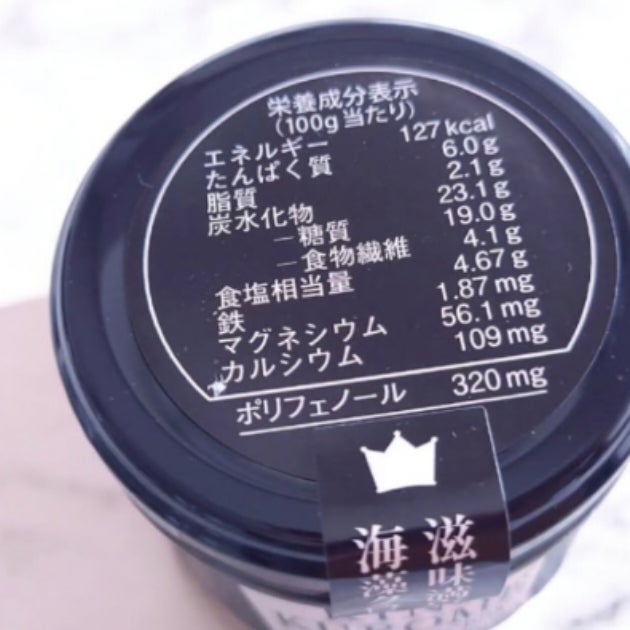 栄養成分表示
(100g当たり)
エネルギー 127kcal
たんぱく質 6.0g
脂質 2.1g
炭水化物 23.1g
－糖質 19.0g
－食物繊維 4.1g
食塩相当量 4.67g
鉄 1.87mg
マグネシウム 56.1mg
カルシウム 109mg
ポリフェノール 320mg
滋味
海藻